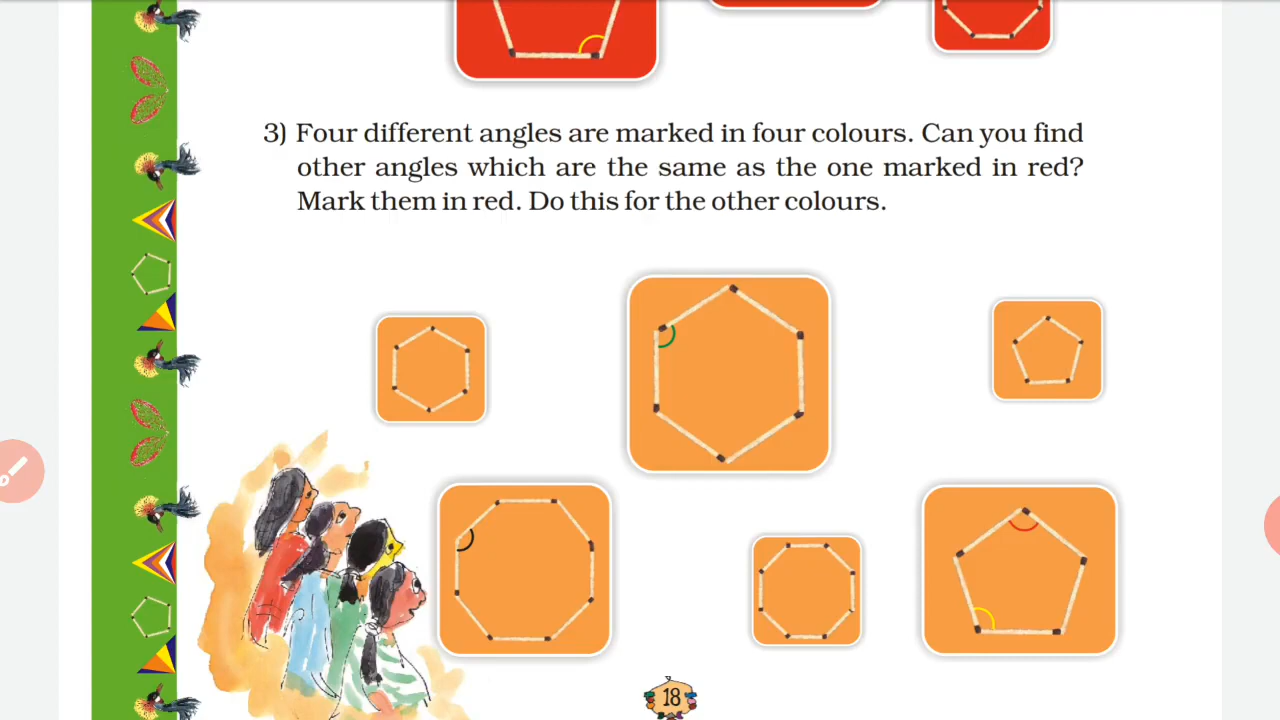 3) Four different angles are marked in four colours. Can you find
other angles which are the same as the one marked in red?
Mark them in red. Do this for the other colours.
18